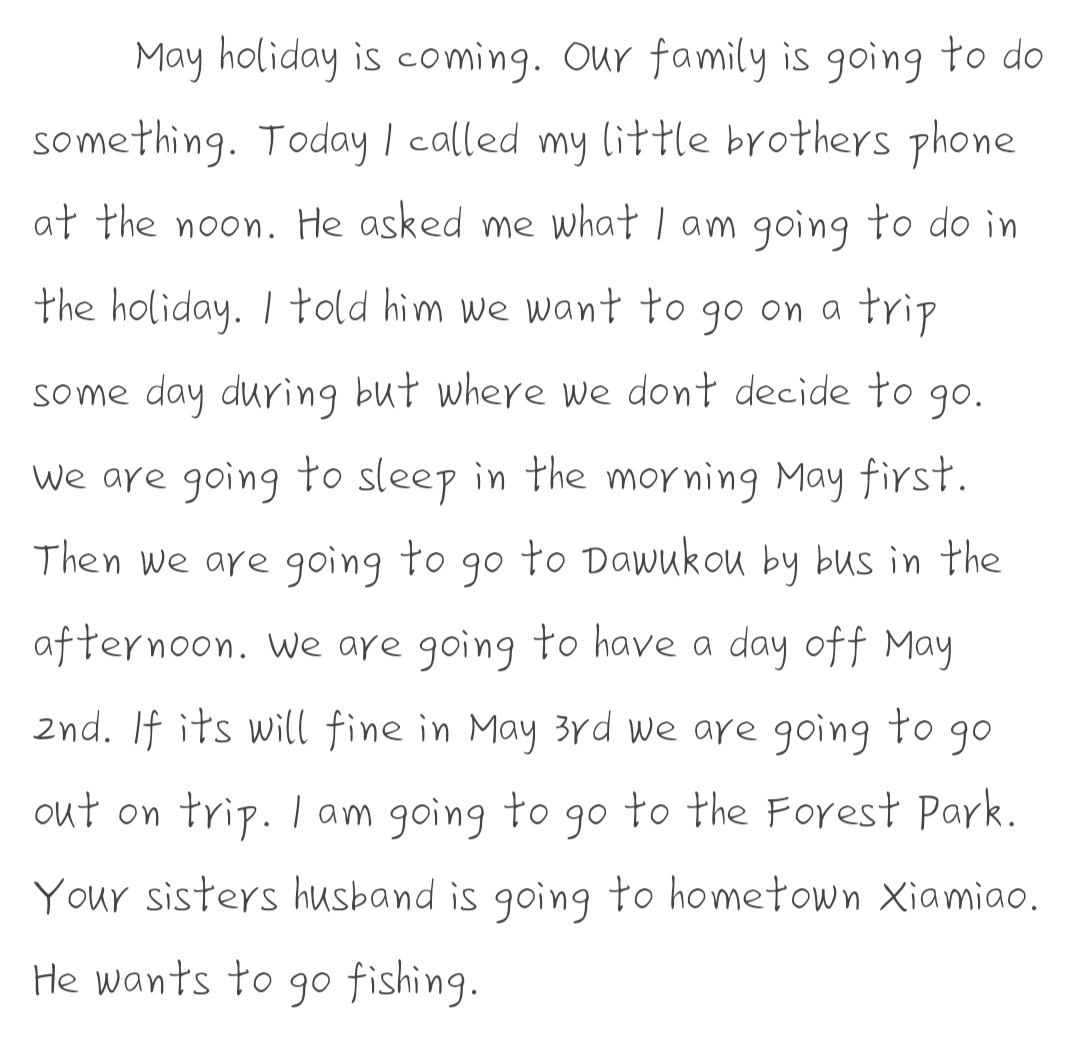 May holiday is coming. Our family is going to do
something. Today I called my little brothers phone
at the noon. He asked me what I am going to do in
the holiday. I told him we want to go on a trip
some day during but where we dont decide to go.
We are going to sleep in the morning May first.
Then we are going to go to Dawukou by bus in the
afternoon. We are going to have a day off May
2nd. If its will fine in May 3rd we are going to go
out on trip. I am going to go to the Forest Park.
Your sisters husband is going to hometown Xiamiao.
He wants to go fishing.